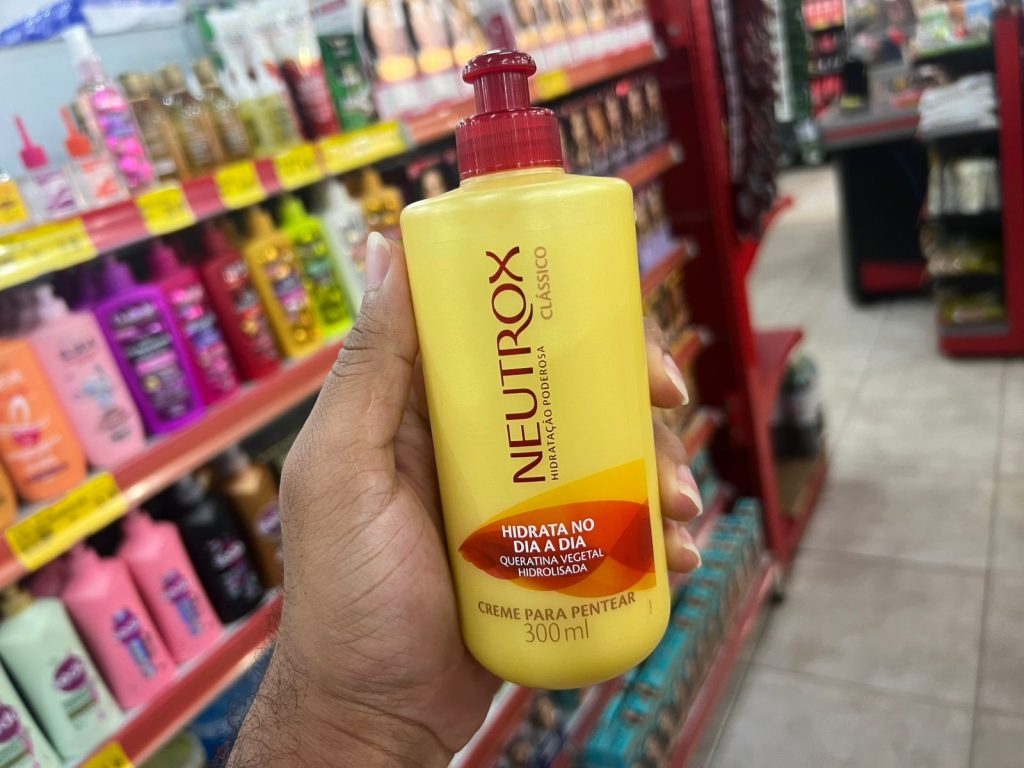 NEUTROX
CLÁSSICO
HIDRATAÇÃO PODEROSA
HIDRATA NO
DIA A DIA
QUERATINA VEGETAL
HIDROLISADA
CREME PARA PENTEAR
300ml